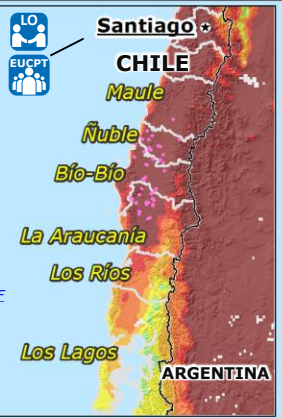 LO
Santiago
EUCPT
CHILE
Maule
Ñuble
Bío-Bío
La Araucanía
Los Ríos
E
Los Lagos
ARGENTINA